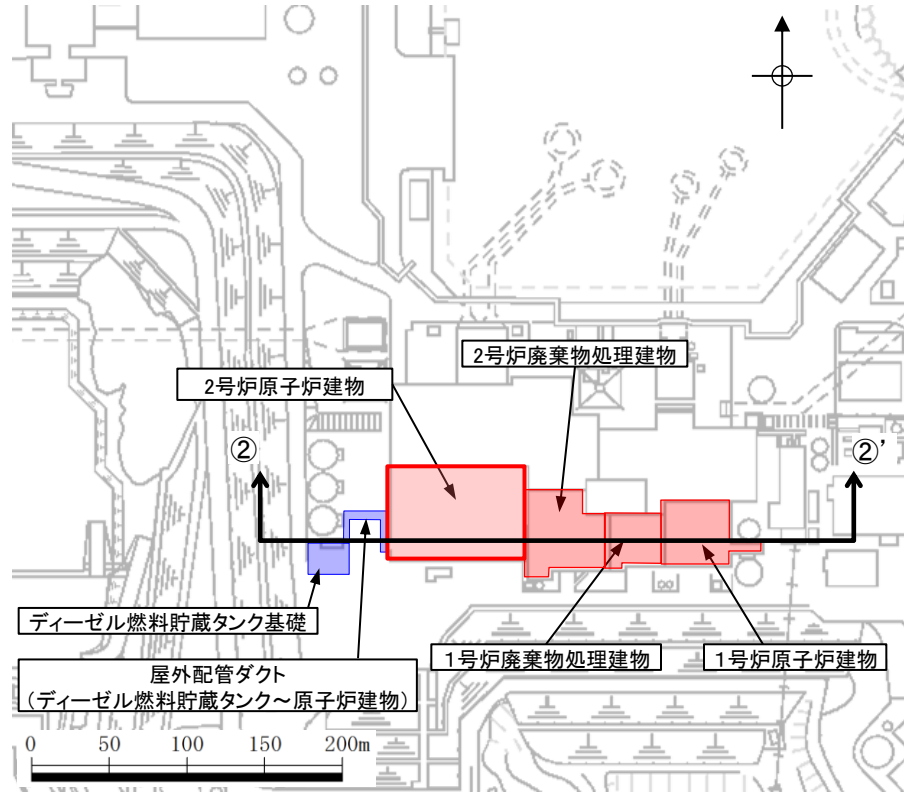 2号炉廃棄物処理建物
2号炉原子炉建物
②
②’
ディーゼル燃料貯蔵タンク基礎
屋外配管ダクト
(ディーゼル燃料貯蔵タンク～原子炉建物)
1号炉廃棄物処理建物
1号炉原子炉建物
0 50 100 150 200m